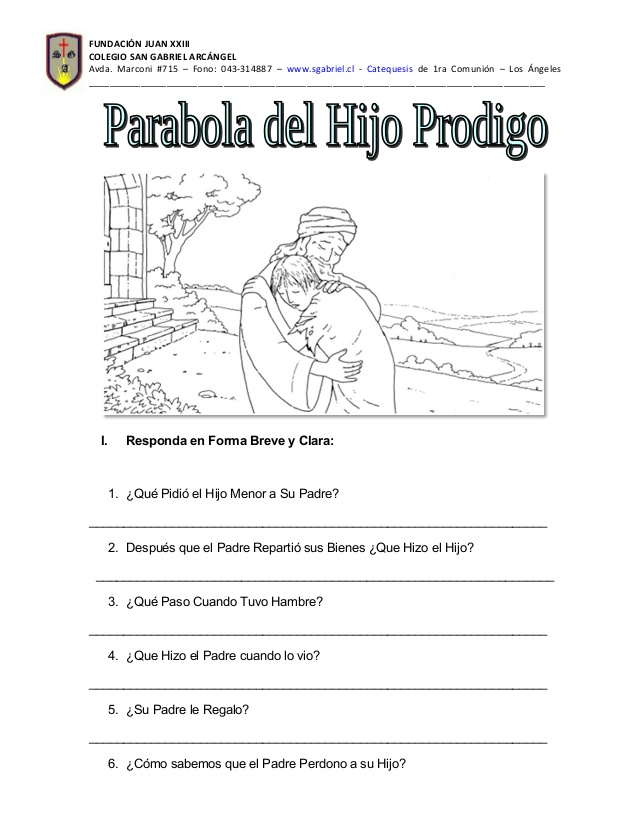 FUNDACIÓN JUAN XXIII
COLEGIO SAN GABRIEL ARCÁNGEL
Avda. Marconi #715 – Fono: 043-314887 – www.sgabriel.cl - Catequesis de 1ra Comunión – Los Ángeles
Parabola del Hijo Prodigo
I. Responda en Forma Breve y Clara:
1. ¿Qué Pidió el Hijo Menor a Su Padre?
2. Después que el Padre Repartió sus Bienes ¿Que Hizo el Hijo?
3. ¿Qué Paso Cuando Tuvo Hambre?
4. ¿Que Hizo el Padre cuando lo vio?
5. ¿Su Padre le Regalo?
6. ¿Cómo sabemos que el Padre Perdono a su Hijo?